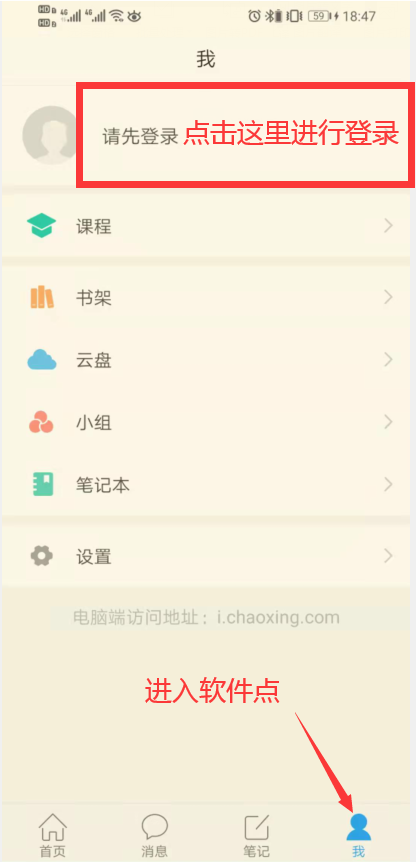 59 18:47
我
请先登录 点击这里进行登录
课程
书架
云盘
小组
笔记本
设置
电脑端访问地址：i.chaoxing.com
进入软件点
首页 消息 笔记 我